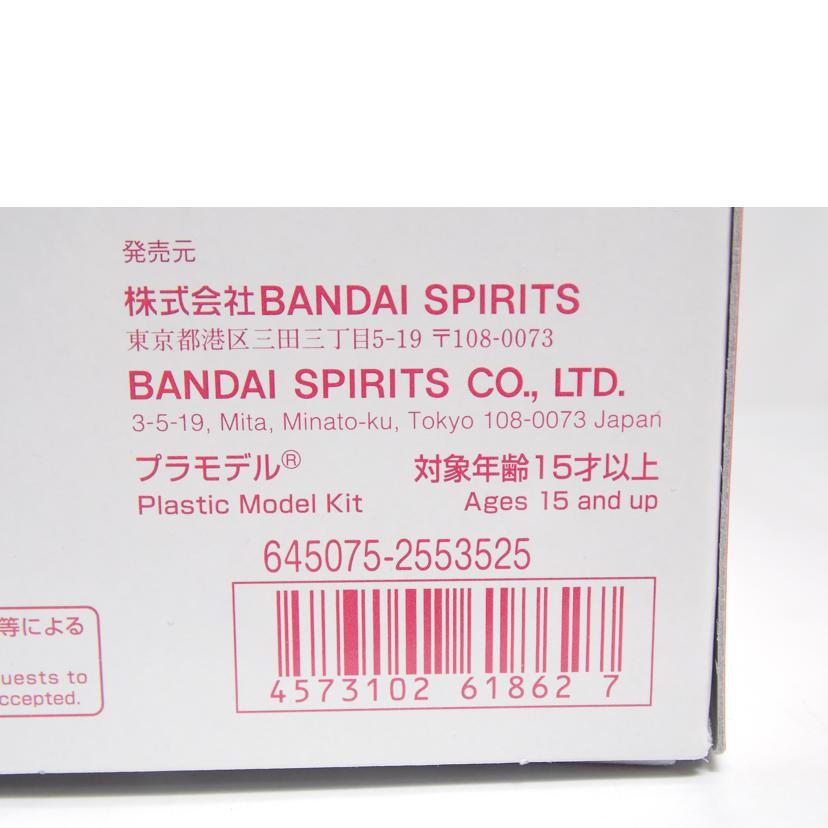 発売元
株式会社BANDAI SPIRITS
東京都港区三田三丁目5-19 〒108-0073
BANDAI SPIRITS CO., LTD.
3-5-19, Mita, Minato-ku, Tokyo 108-0073 Japan
プラモデル® 対象年齢15才以上
Plastic Model Kit Ages 15 and up
645075-2553525
4573102 61862 7
等による
uests to
ccepted.